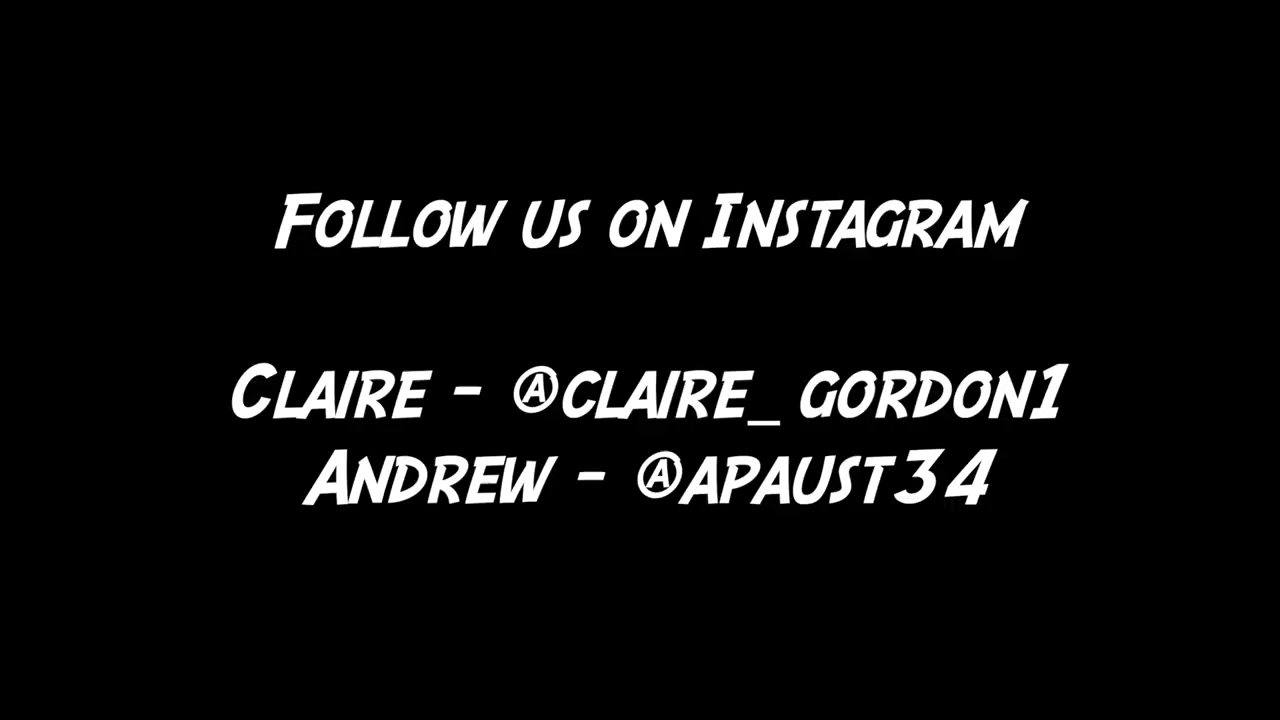 Follow us on Instagram
Claire - @claire_gordon1
Andrew - @apaust34